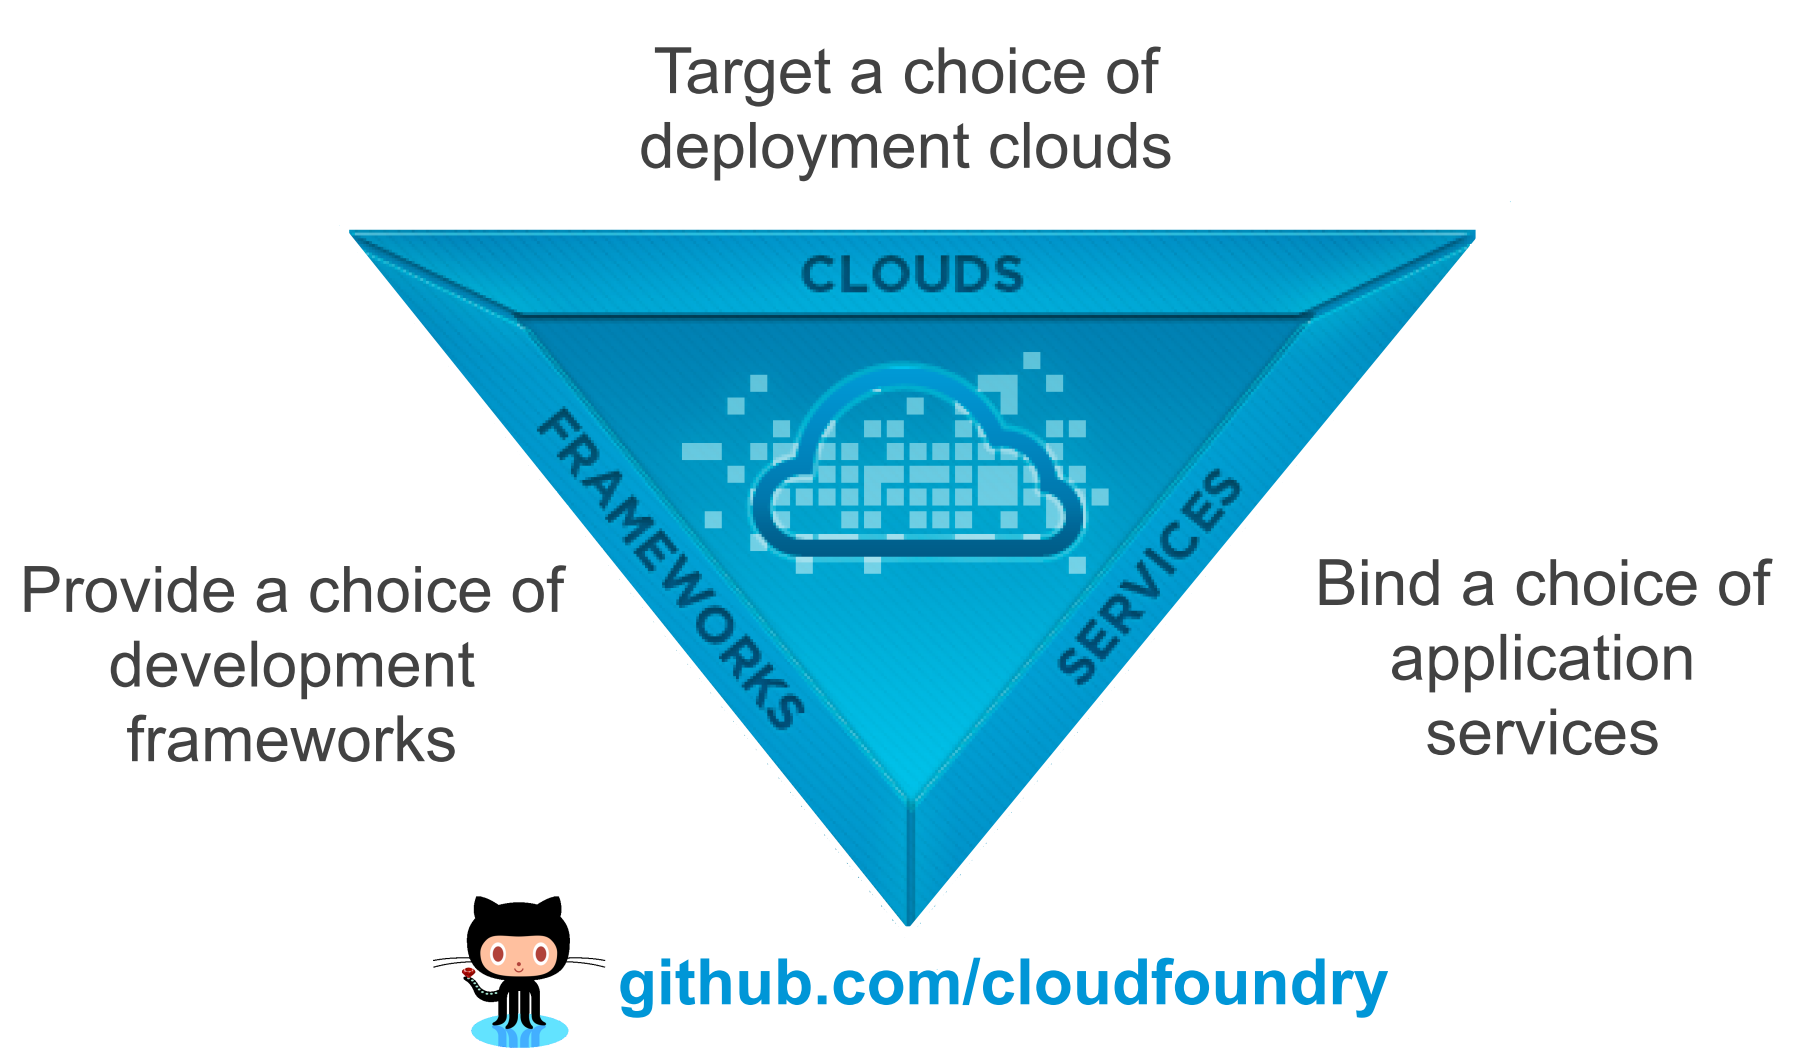 Target a choice of
deployment clouds
CLOUDS
FRAMEWORKS
SERVICES
Provide a choice of
development
frameworks
Bind a choice of
application
services
github.com/cloudfoundry